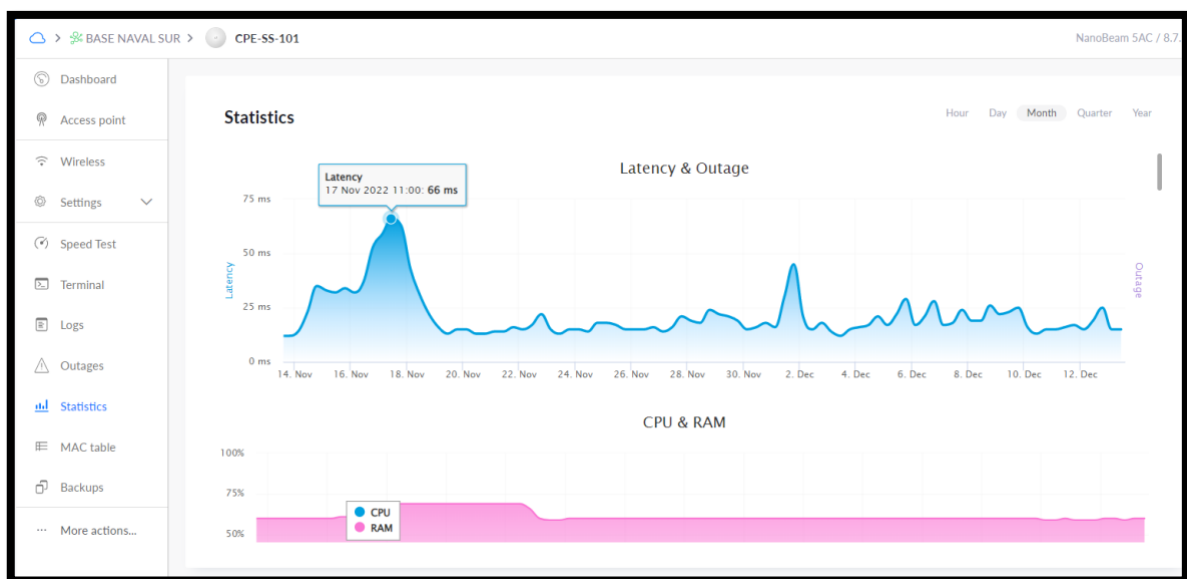 BASE NAVAL SUR > CPE-SS-101
NanoBeam 5AC / 8.7.
Dashboard
Access point
Wireless
Settings
Speed Test
Terminal
Logs
Outages
Statistics
MAC table
Backups
... More actions...
Statistics
Hour Day Month Quarter Year
Latency & Outage
Latency
17 Nov 2022 11:00: 66 ms
75 ms
50 ms
25 ms
0 ms
Latency
Outage
14. Nov 16. Nov 18. Nov 20. Nov 22. Nov 24. Nov 26. Nov 28. Nov 30. Nov 2. Dec 4. Dec 6. Dec 8. Dec 10. Dec 12. Dec
CPU & RAM
100%
75%
50%
CPU
RAM